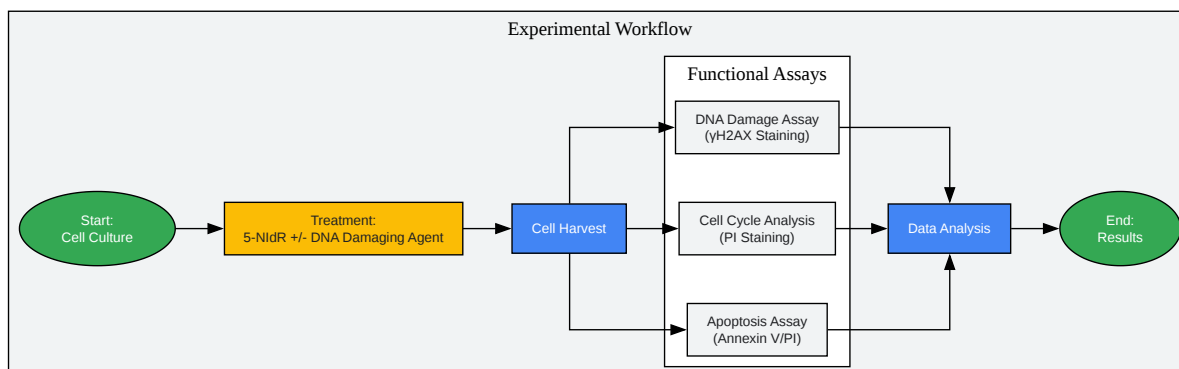 Experimental Workflow
Functional Assays
DNA Damage Assay
(γH2AX Staining)
Start:
Cell Culture
Treatment:
5-NIdR +/- DNA Damaging Agent
Cell Harvest
Cell Cycle Analysis
(PI Staining)
Data Analysis
End:
Results
Apoptosis Assay
(Annexin V/PI)